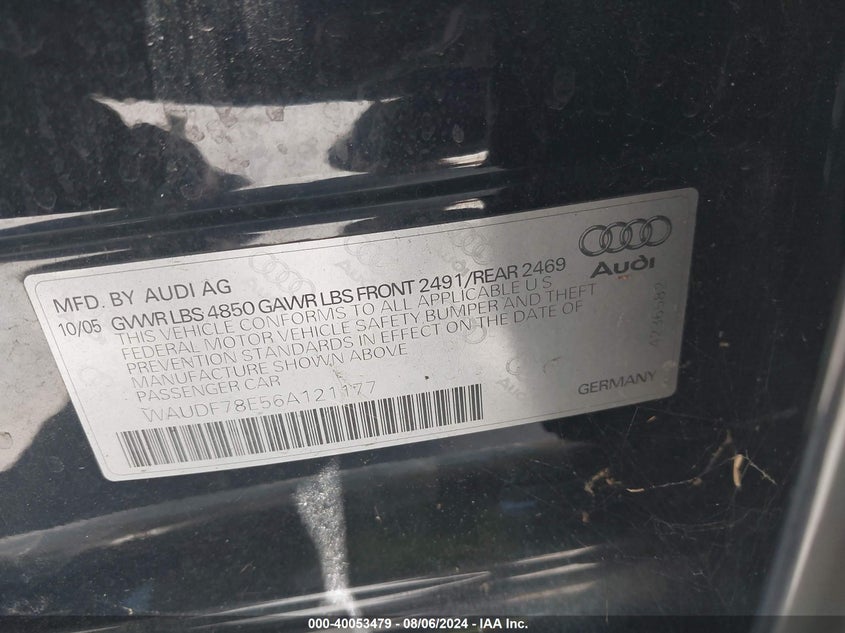 Audi
MFD. BY AUDI AG
10/05 GVWR LBS 4850 GAWR LBS FRONT 2491/REAR 2469
THIS VEHICLE CONFORMS TO ALL APPLICABLE U S
FEDERAL MOTOR VEHICLE SAFETY BUMPER AND THEFT
PREVENTION STANDARDS IN EFFECT ON THE DATE OF
MANUFACTURE SHOWN ABOVE
PASSENGER CAR
WAUDF78E56A121177
4236582
GERMANY
000-40053479 - 08/06/2024 - IAA Inc.